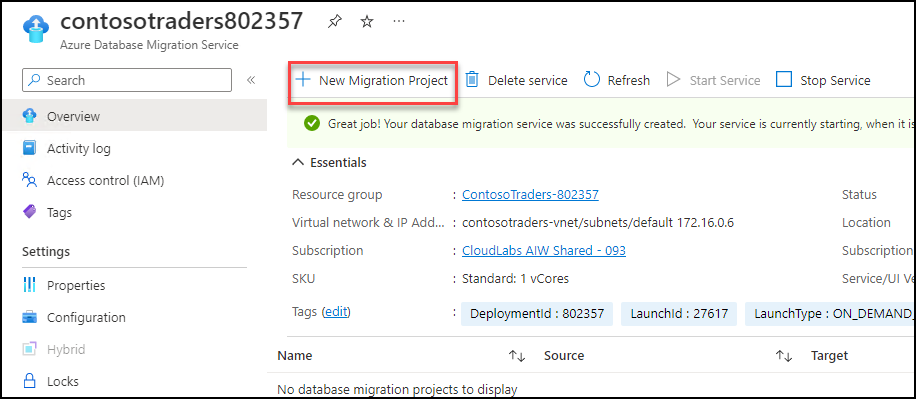 contosotraders802357
Azure Database Migration Service
Search
Overview
Activity log
Access control (IAM)
Tags
Settings
Properties
Configuration
Hybrid
Locks
New Migration Project Delete service Refresh Start Service Stop Service
Great job! Your database migration service was successfully created. Your service is currently starting, when it is
Essentials
Resource group : ContosoTraders-802357 Status
Virtual network & IP Add... : contosotraders-vnet/subnets/default 172.16.0.6 Location
Subscription : CloudLabs AIW Shared - 093 Subscription
SKU : Standard: 1 vCores Service/UI Ve
Tags (edit) : DeploymentId : 802357 LaunchId : 27617 LaunchType : ON_DEMAND_
Name Source Target
No database migration projects to display